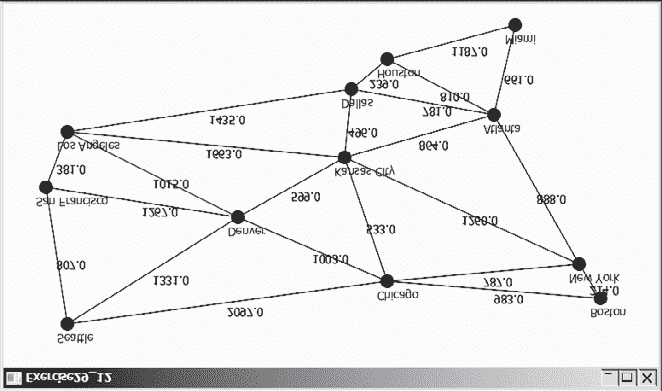 Exercise29_12
Seattle
2097.0
Boston
983.0
214.0
Chicago
787.0
New York
1331.0
807.0
1003.0
Denver
533.0
1260.0
1267.0
San Francisco
599.0
888.0
1015.0
381.0
Kansas City
1663.0
864.0
Los Angeles
496.0
Atlanta
1435.0
781.0
Dallas
810.0
239.0
661.0
Houston
1187.0
Miami